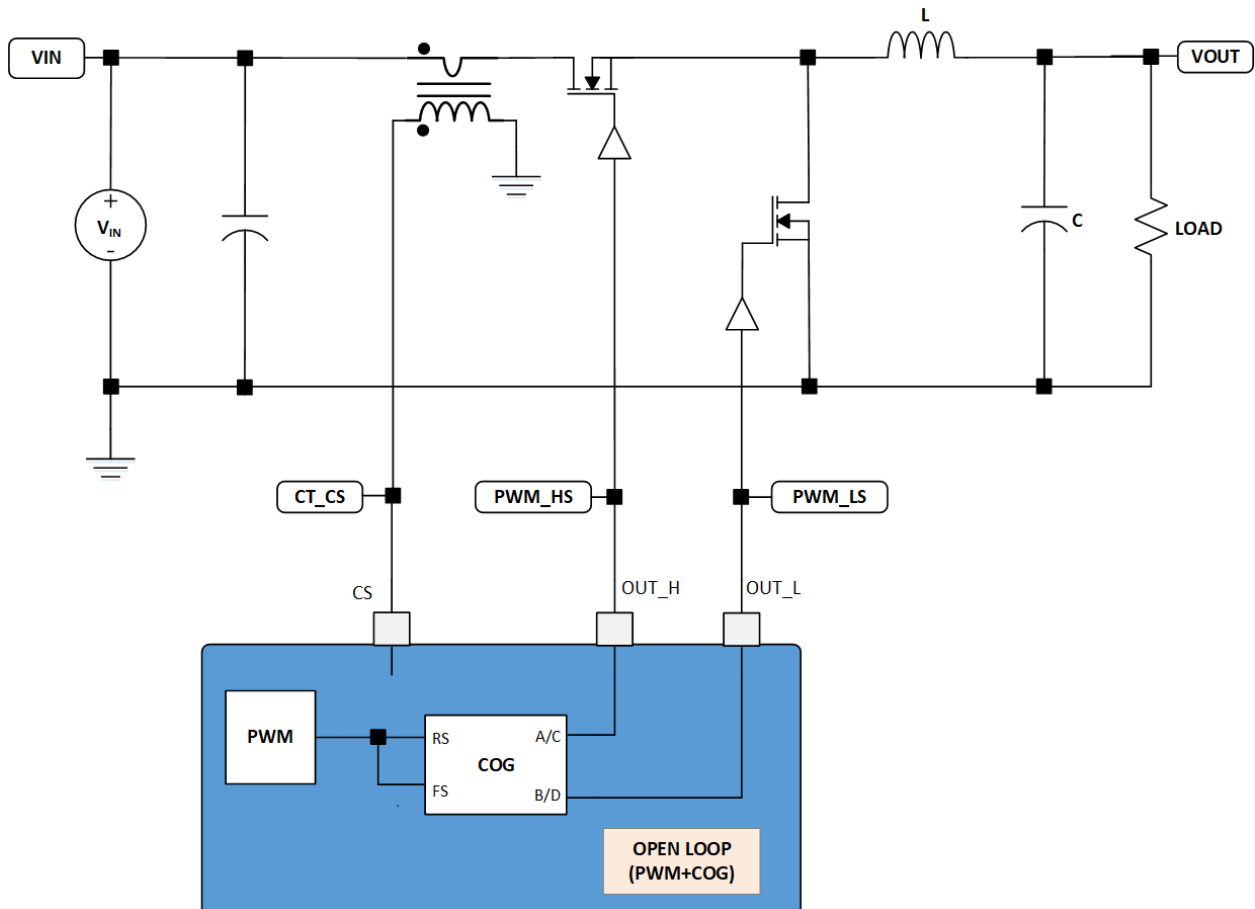 L
VIN
VOUT
+
VIN
-
C
LOAD
CT_CS
PWM_HS
PWM_LS
CS
OUT_H
OUT_L
PWM
RS
A/C
COG
FS
B/D
OPEN LOOP
(PWM+COG)